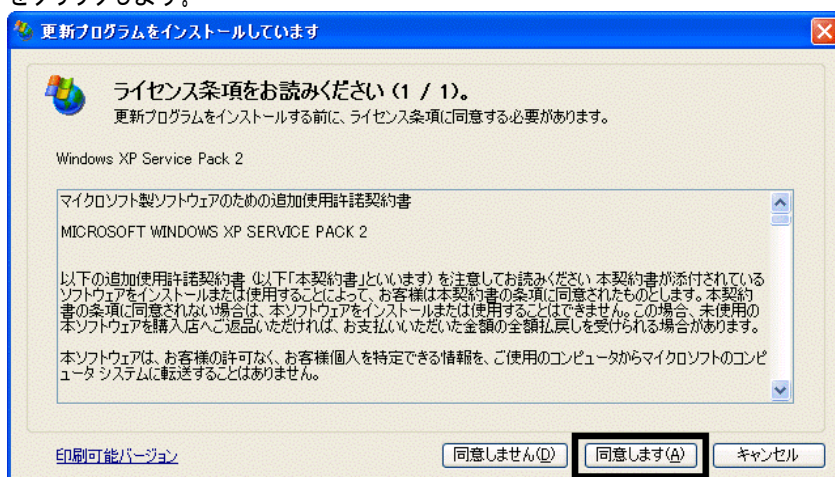 をクリックします。
更新プログラムをインストールしています
ライセンス条項をお読みください (1 / 1)。
更新プログラムをインストールする前に、ライセンス条項に同意する必要があります。
Windows XP Service Pack 2
マイクロソフト製ソフトウェアのための追加使用許諾契約書
MICROSOFT WINDOWS XP SERVICE PACK 2
以下の追加使用許諾契約書 (以下「本契約書」といいます) を注意してお読みください 本契約書が添付されている
ソフトウェアをインストールまたは使用することによって、お客様は本契約書の条項に同意されたものとします。本契約
書の条項に同意されない場合は、本ソフトウェアをインストールまたは使用することはできません。この場合、未使用の
本ソフトウェアを購入店へご返品いただければ、お支払いいただいた金額の全額払戻しを受けられる場合があります。
本ソフトウェアは、お客様の許可なく、お客様個人を特定できる情報を、ご使用のコンピュータからマイクロソフトのコンピ
ュータ システムに転送することはありません。
印刷可能バージョン 同意しません(D) 同意します(A) キャンセル